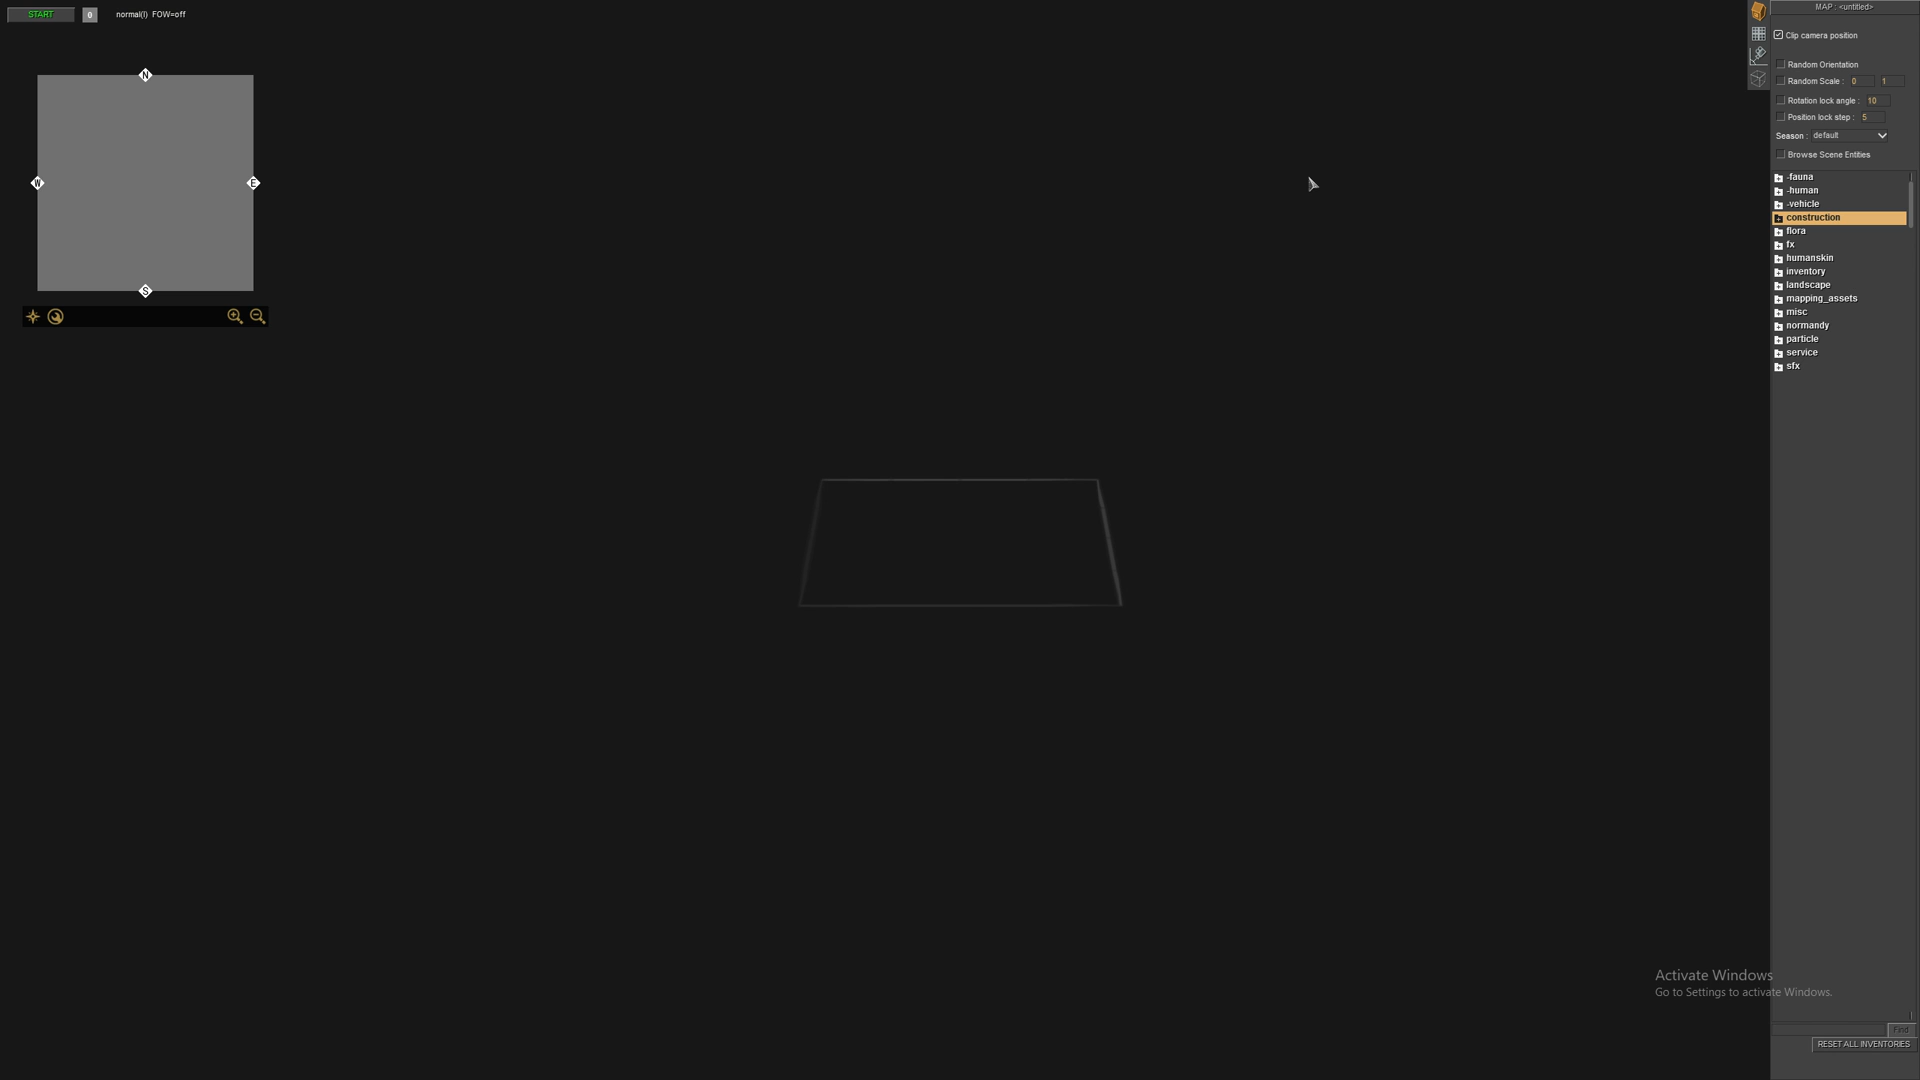 START
0
normal(I) FOW=off
N
W
E
S
MAP : <untitled>
Clip camera position
Random Orientation
Random Scale : 0 1
Rotation lock angle : 10
Position lock step : 5
Season : default
Browse Scene Entities
-fauna
-human
-vehicle
construction
flora
fx
humanskin
inventory
landscape
mapping_assets
misc
normandy
particle
service
sfx
Activate Windows
Go to Settings to activate Windows.
Find
RESET ALL INVENTORIES